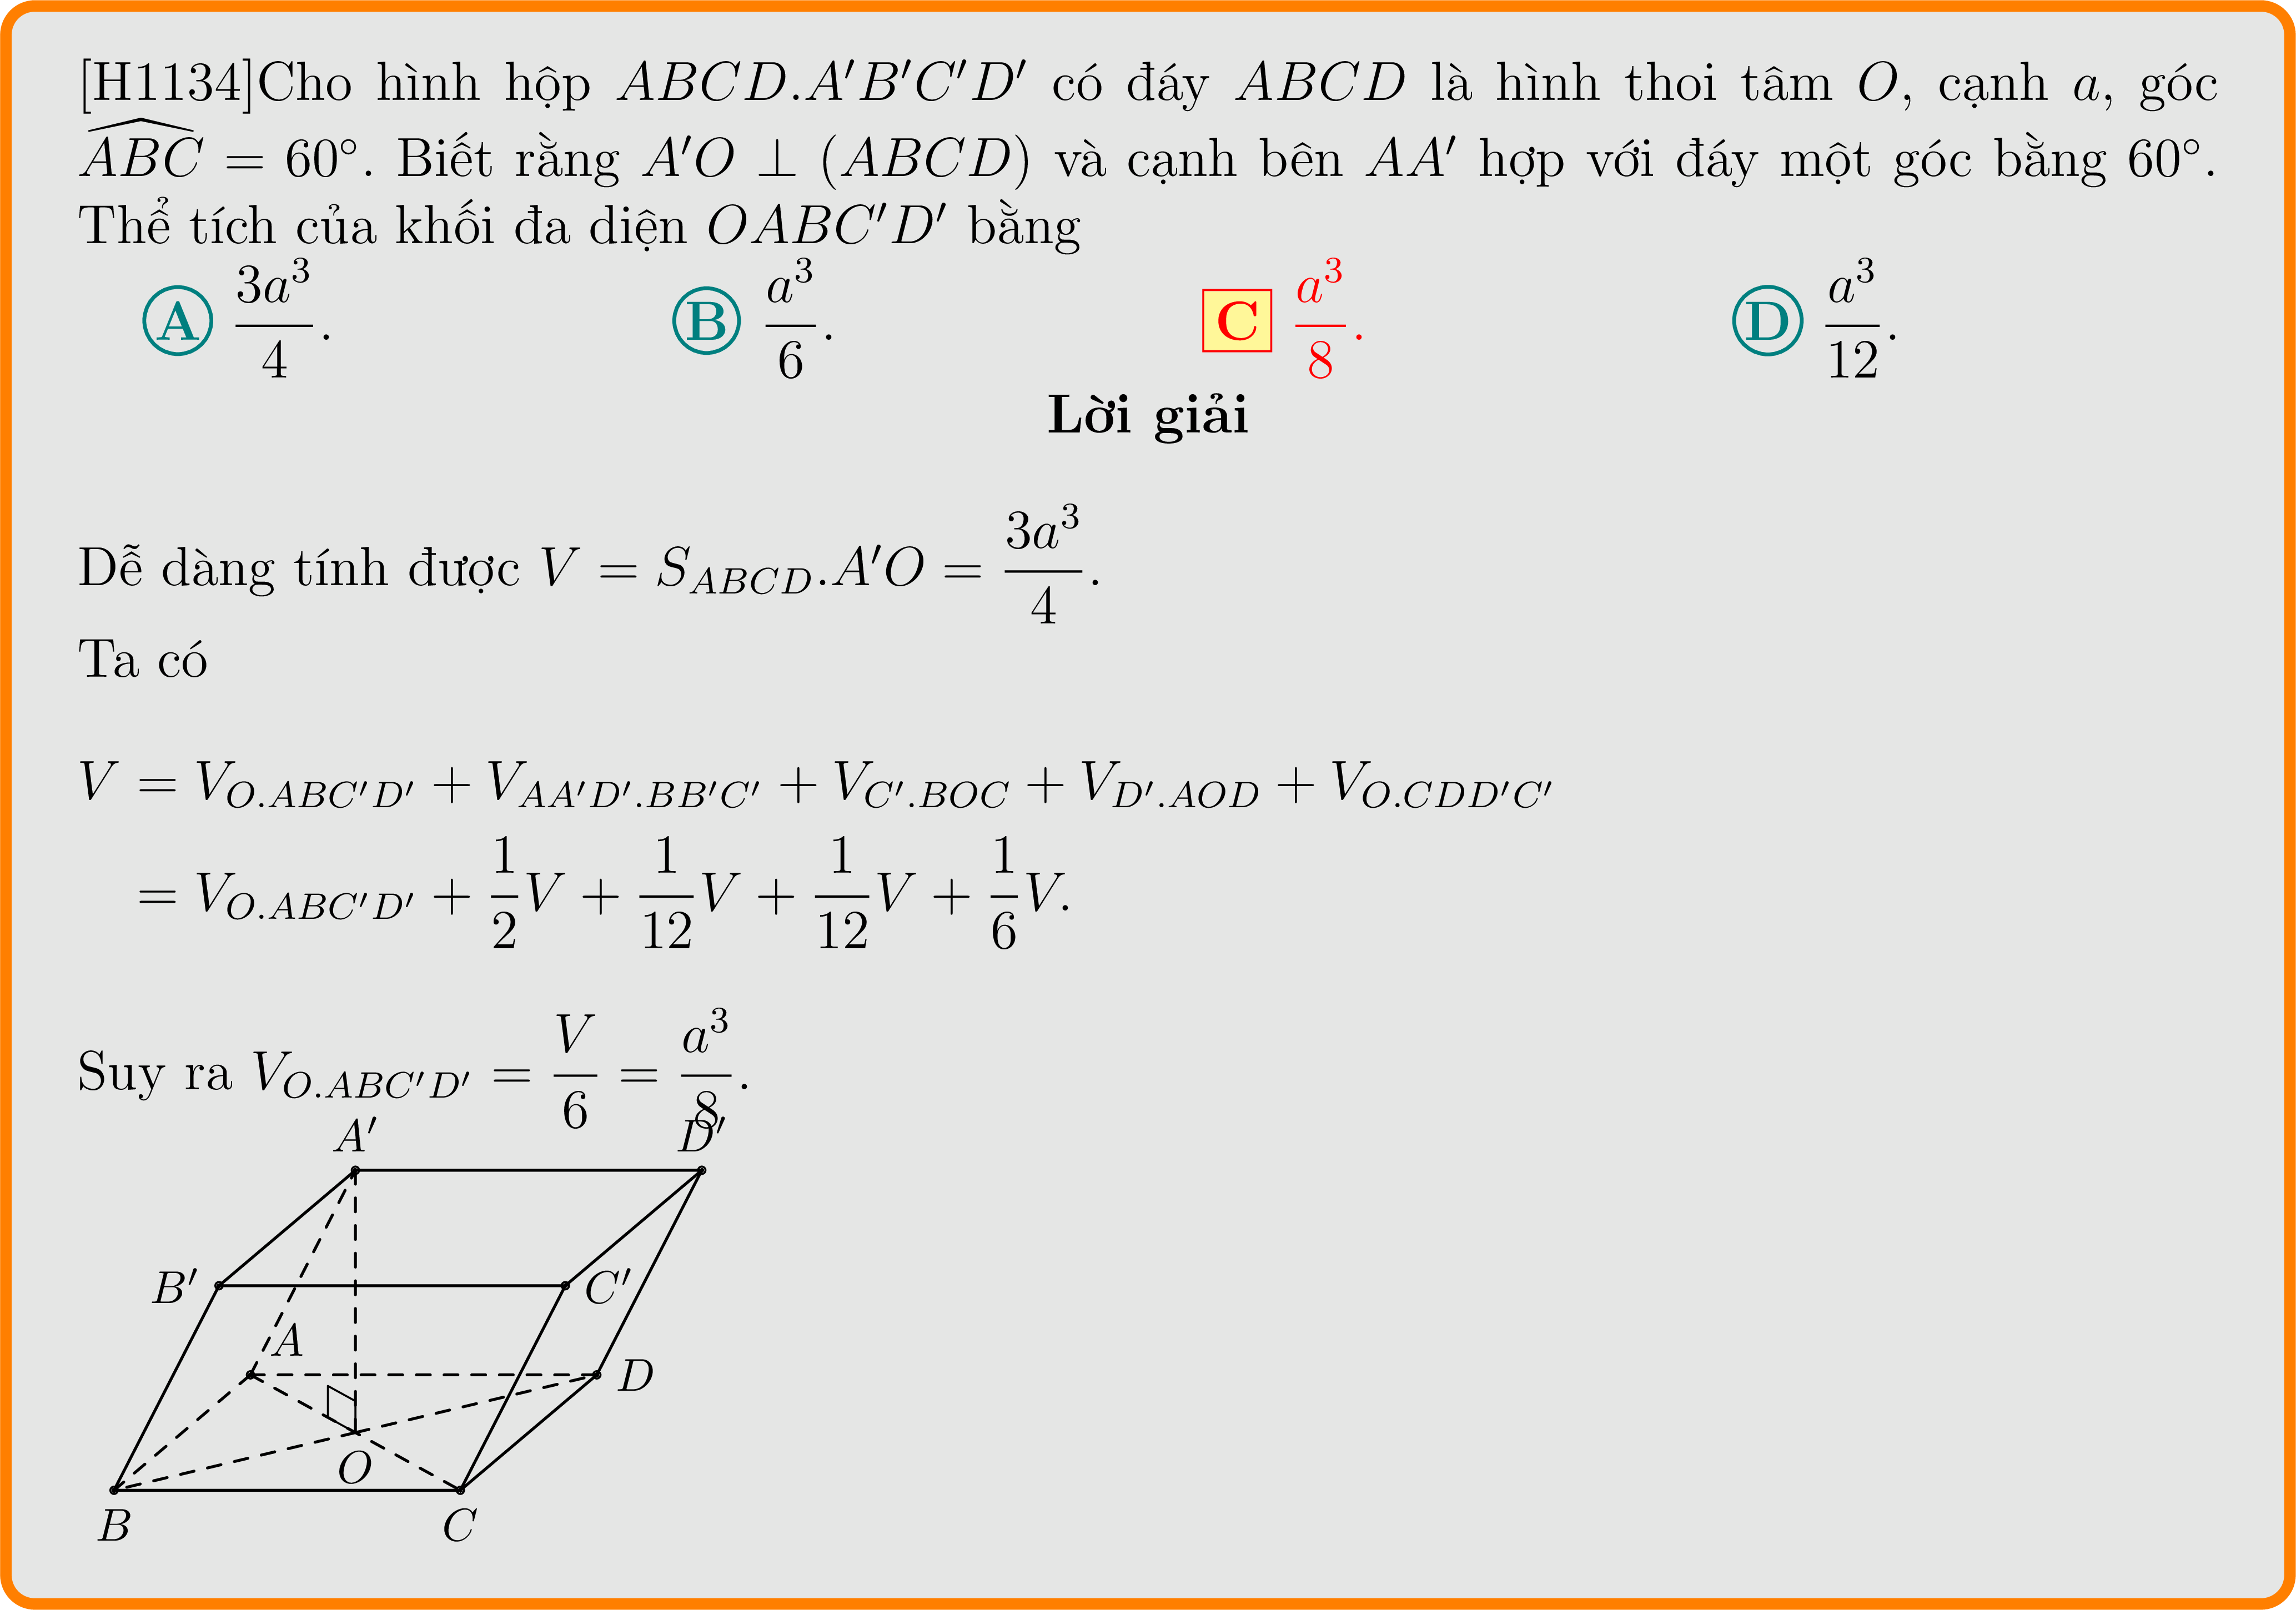 [H1134]Cho hình hộp ABCD.A′B′C′D′ có đáy ABCD là hình thoi tâm O, cạnh a, góc
\widehat{ABC} = 60°. Biết rằng A′O ⊥ (ABCD) và cạnh bên AA′ hợp với đáy một góc bằng 60°.
Thể tích của khối đa diện OABC′D′ bằng
A \frac{3a^3}{4}. B \frac{a^3}{6}. C \frac{a^3}{8}. D \frac{a^3}{12}.
Lời giải
Dễ dàng tính được V = S_{ABCD}.A′O = \frac{3a^3}{4}.
Ta có
V = V_{O.ABC′D′} + V_{AA′D′.BB′C′} + V_{C′.BOC} + V_{D′.AOD} + V_{O.CDD′C′}
= V_{O.ABC′D′} + \frac{1}{2}V + \frac{1}{12}V + \frac{1}{12}V + \frac{1}{6}V.
Suy ra V_{O.ABC′D′} = \frac{V}{6} = \frac{a^3}{8}.
A′ D′
B′ C′
A
D
O
B C